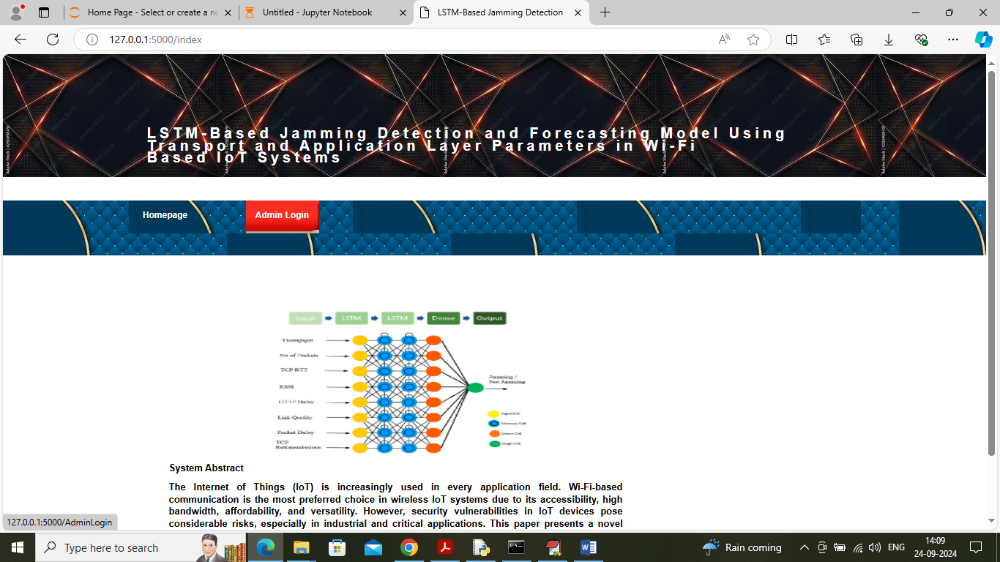 Home Page - Select or create a no
Untitled - Jupyter Notebook
LSTM-Based Jamming Detection
127.0.0.1:5000/index
LSTM-Based Jamming Detection and Forecasting Model Using
Transport and Application Layer Parameters in Wi-Fi
Based IoT Systems
Homepage
Admin Login
Input LSTM LSTM Dense Output
Throughput
No of Packets
TCP RTT
RSSI
HTTP Delay
Link Quality
Packet Delay
TCP
Retransmissions
Jamming /
Not Jamming
Input Cell
Memory Cell
Dense Cell
Output Cell
System Abstract
The Internet of Things (IoT) is increasingly used in every application field. Wi-Fi-based
communication is the most preferred choice in wireless IoT systems due to its accessibility, high
bandwidth, affordability, and versatility. However, security vulnerabilities in IoT devices pose
considerable risks, especially in industrial and critical applications. This paper presents a novel
127.0.0.1:5000/AdminLogin
Type here to search
Rain coming
ENG
14:09
24-09-2024